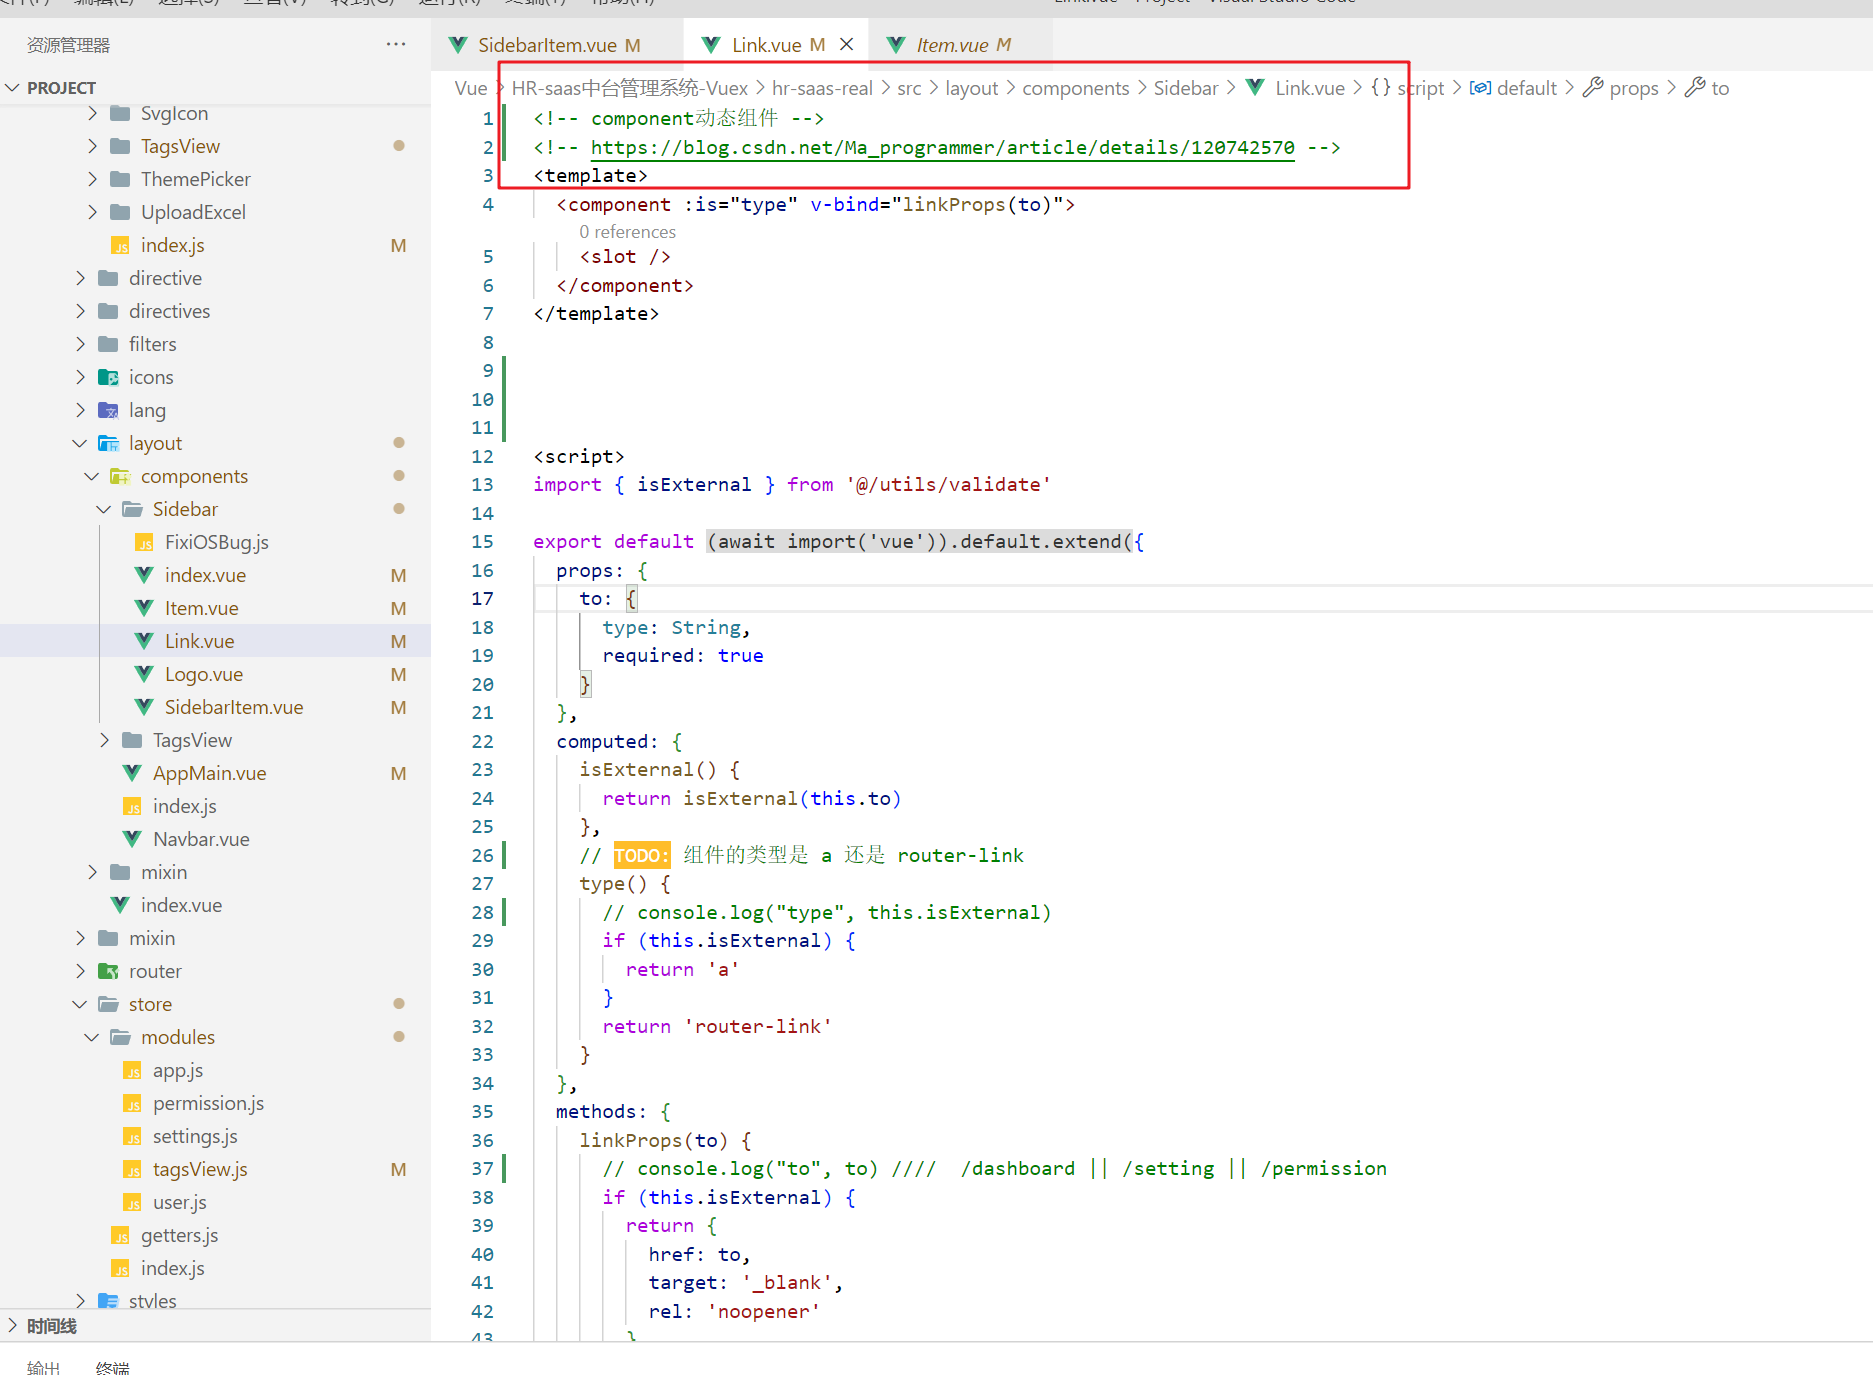 资源管理器
PROJECT
SvgIcon
TagsView
ThemePicker
UploadExcel
index.js M
directive
directives
filters
icons
lang
layout
components
Sidebar
FixiOSBug.js
index.vue M
Item.vue M
Link.vue M
Logo.vue M
SidebarItem.vue M
TagsView
AppMain.vue M
index.js
Navbar.vue
mixin
index.vue
mixin
router
store
modules
app.js
permission.js
settings.js
tagsView.js M
user.js
getters.js
index.js
styles
时间线
SidebarItem.vue M
Link.vue M
Item.vue M
Vue > HR-saas中台管理系统-Vuex > hr-saas-real > src > layout > components > Sidebar > Link.vue > {} script > default > props > to
1 <!-- component动态组件 -->
2 <!-- https://blog.csdn.net/Ma_programmer/article/details/120742570 -->
3 <template>
4 <component :is="type" v-bind="linkProps(to)">
0 references
5 <slot />
6 </component>
7 </template>
8
9
10
11
12 <script>
13 import { isExternal } from '@/utils/validate'
14
15 export default (await import('vue')).default.extend({
16 props: {
17 to: {
18 type: String,
19 required: true
20 }
21 },
22 computed: {
23 isExternal() {
24 return isExternal(this.to)
25 },
26 // TODO: 组件的类型是 a 还是 router-link
27 type() {
28 // console.log("type", this.isExternal)
29 if (this.isExternal) {
30 return 'a'
31 }
32 return 'router-link'
33 }
34 },
35 methods: {
36 linkProps(to) {
37 // console.log("to", to) //// /dashboard || /setting || /permission
38 if (this.isExternal) {
39 return {
40 href: to,
41 target: '_blank',
42 rel: 'noopener'
43 }
输出 终端